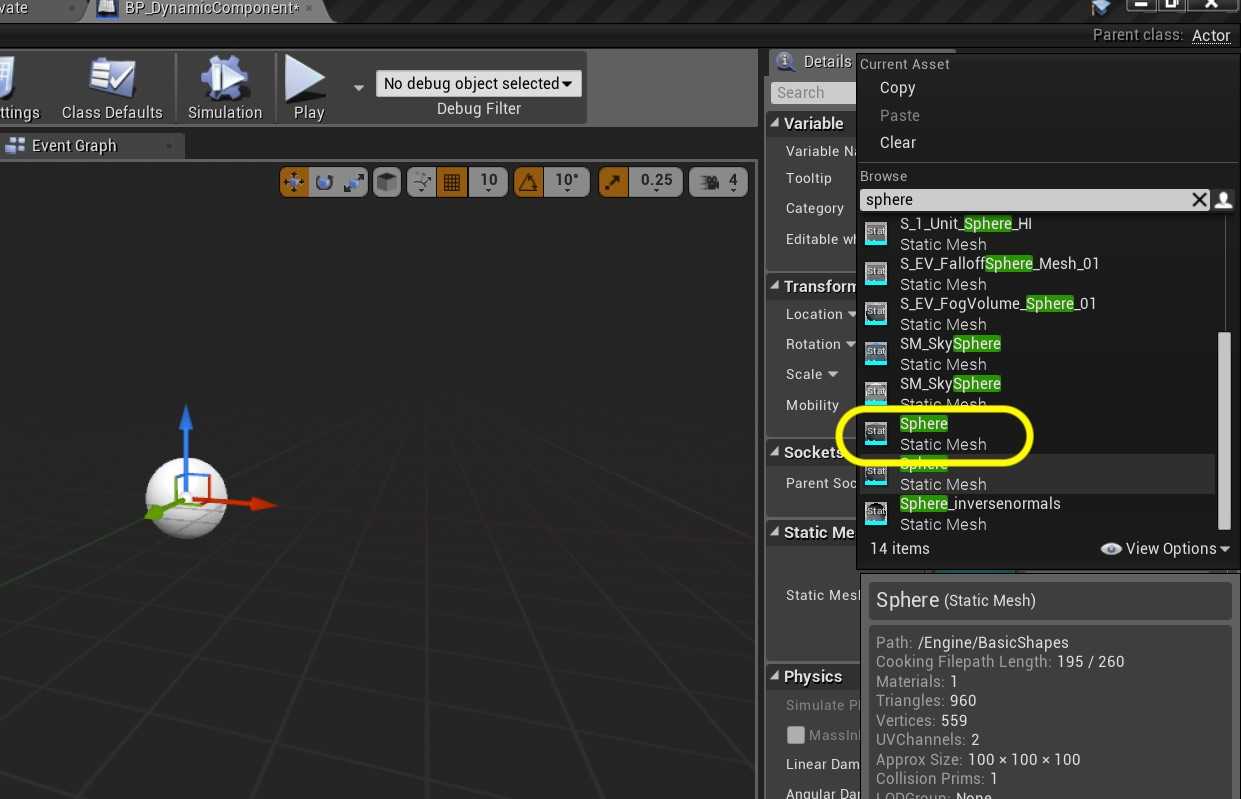 vate
BP_DynamicComponent*
Parent class: Actor
ttings
Class Defaults
Simulation
Play
No debug object selected
Debug Filter
Event Graph
10
10°
0.25
4
Details
Search
Variable
Variable Na
Tooltip
Category
Editable wh
Transform
Location
Rotation
Scale
Mobility
Sockets
Parent Soc
Static Me
Static Mesh
Physics
Simulate P
MassIn
Linear Dam
Angular Dam
Current Asset
Copy
Paste
Clear
Browse
sphere
S_1_Unit_Sphere_HI
Static Mesh
S_EV_FalloffSphere_Mesh_01
Static Mesh
S_EV_FogVolume_Sphere_01
Static Mesh
SM_SkySphere
Static Mesh
SM_SkySphere
Static Mesh
Sphere
Static Mesh
Sphere
Static Mesh
Sphere_inversenormals
Static Mesh
14 items
View Options
Sphere (Static Mesh)
Path: /Engine/BasicShapes
Cooking Filepath Length: 195 / 260
Materials: 1
Triangles: 960
Vertices: 559
UVChannels: 2
Approx Size: 100 × 100 × 100
Collision Prims: 1
LODGroup: None